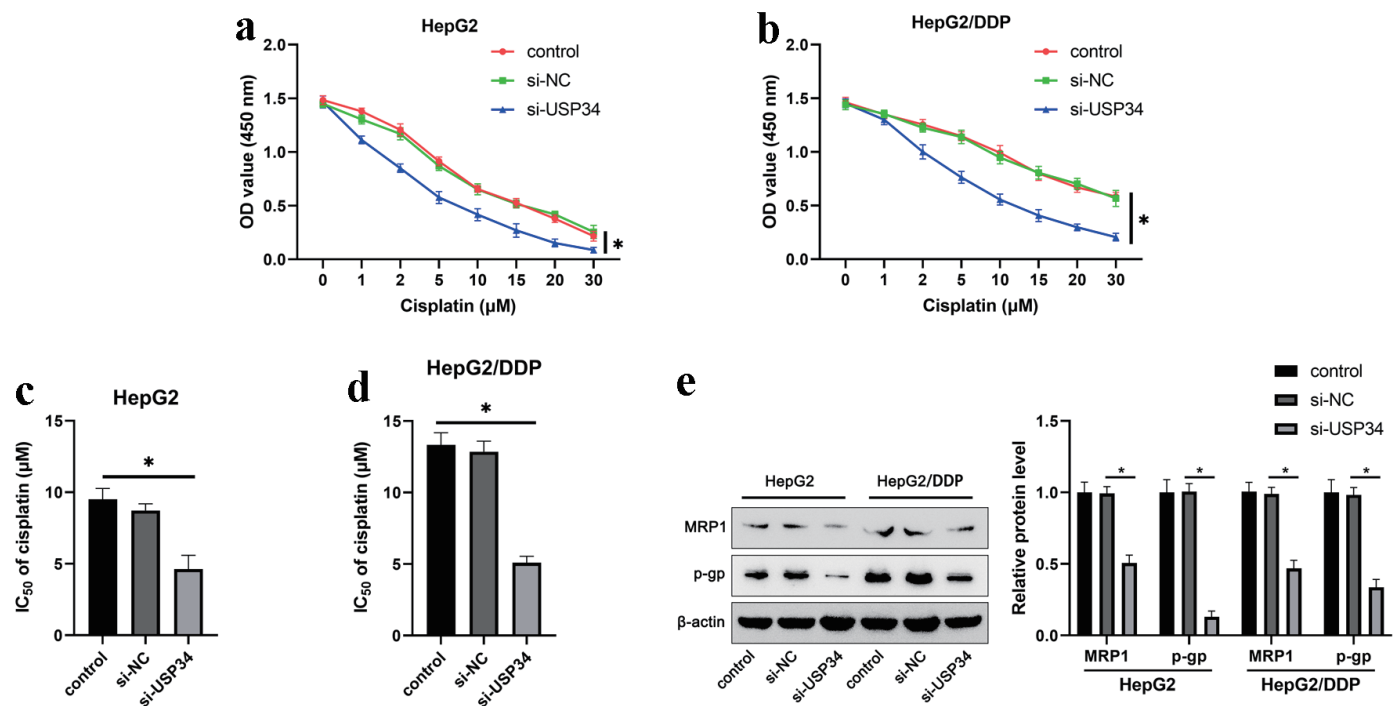 a
HepG2
control
si-NC
si-USP34
OD value (450 nm)
2.0
1.5
1.0
0.5
0.0
0 1 2 5 10 15 20 30
Cisplatin (μM)
*
b
HepG2/DDP
control
si-NC
si-USP34
OD value (450 nm)
2.0
1.5
1.0
0.5
0.0
0 1 2 5 10 15 20 30
Cisplatin (μM)
*
c
HepG2
IC50 of cisplatin (μM)
15
10
5
0
*
control si-NC si-USP34
d
HepG2/DDP
IC50 of cisplatin (μM)
15
10
5
0
*
control si-NC si-USP34
e
HepG2 HepG2/DDP
MRP1
p-gp
β-actin
control si-NC si-USP34 control si-NC si-USP34
control
si-NC
si-USP34
Relative protein level
1.5
1.0
0.5
0.0
* * * *
MRP1 p-gp MRP1 p-gp
HepG2 HepG2/DDP